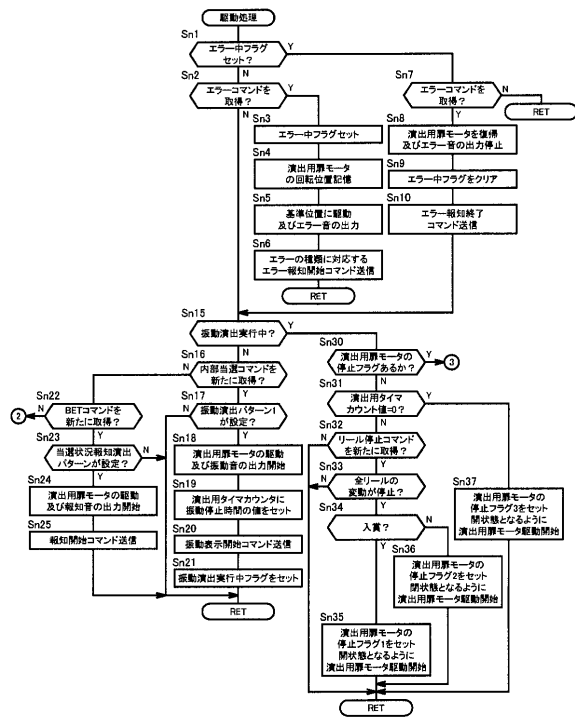 駆動処理
Sn1
エラー中フラグ
セット?
Y
N
Sn2
エラーコマンドを
取得?
Y
N
Sn3
エラー中フラグセット
Sn4
演出用扉モータ
の回転位置記憶
Sn5
基準位置に駆動
及びエラー音の出力
Sn6
エラーの種類に対応する
エラー報知開始コマンド送信
RET
Sn7
エラーコマンドを
取得?
N
RET
Y
Sn8
演出用扉モータを復帰
及びエラー音の出力停止
Sn9
エラー中フラグをクリア
Sn10
エラー報知終了
コマンド送信
Sn15
振動演出実行中?
Y
N
Sn16
内部当選コマンドを
新たに取得?
N
Y
Sn17
振動演出パターン1
が設定?
N
Y
Sn18
演出用扉モータの駆動
及び振動音の出力開始
Sn19
演出用タイマカウンタに
振動停止時間の値をセット
Sn20
振動表示開始コマンド送信
Sn21
振動演出実行中フラグをセット
RET
Sn22
BETコマンドを
新たに取得?
N
2
Y
Sn23
当選状況報知演出
パターンが設定?
N
Y
Sn24
演出用扉モータの駆動
及び報知音の出力開始
Sn25
報知開始コマンド送信
Sn30
演出用扉モータの
停止フラグあるか?
Y
3
N
Sn31
演出用タイマ
カウント値=0?
Y
N
Sn32
リール停止コマンド
を新たに取得?
N
Y
Sn33
全リールの
変動が停止?
N
Y
Sn34
入賞?
N
Y
Sn35
演出用扉モータの
停止フラグ1をセット
開状態となるように
演出用扉モータ駆動開始
Sn36
演出用扉モータの
停止フラグ2をセット
閉状態となるように
演出用扉モータ駆動開始
Sn37
演出用扉モータの
停止フラグ3をセット
閉状態となるように
演出用扉モータ駆動開始
RET